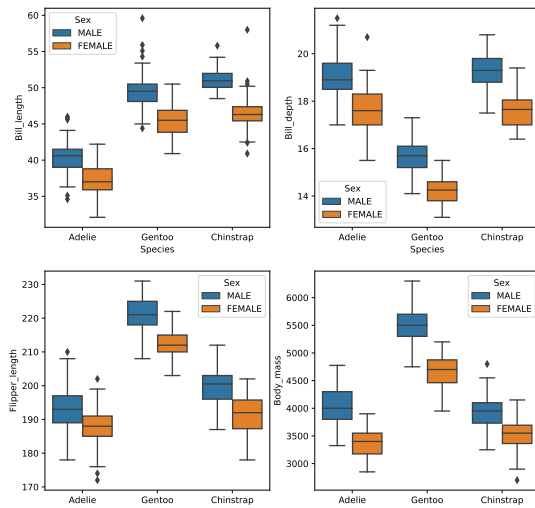 60
55
50
45
40
35
Bill_length
Sex
MALE
FEMALE
Adelie
Gentoo
Chinstrap
Species
20
18
16
14
Bill_depth
Sex
MALE
FEMALE
Adelie
Gentoo
Chinstrap
Species
230
220
210
200
190
180
170
Flipper_length
Sex
MALE
FEMALE
Adelie
Gentoo
Chinstrap
6000
5500
5000
4500
4000
3500
3000
Body_mass
Sex
MALE
FEMALE
Adelie
Gentoo
Chinstrap